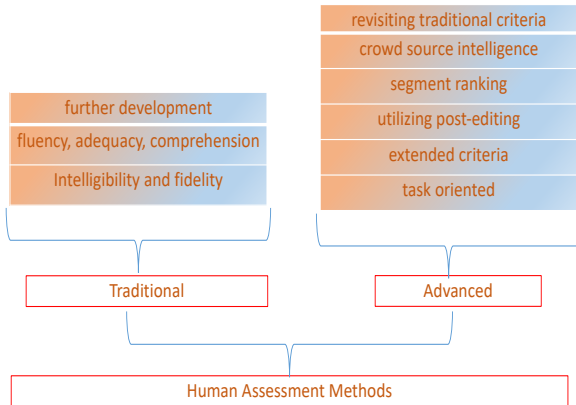 revisiting traditional criteria
crowd source intelligence
segment ranking
utilizing post-editing
extended criteria
task oriented
further development
fluency, adequacy, comprehension
Intelligibility and fidelity
Traditional
Advanced
Human Assessment Methods